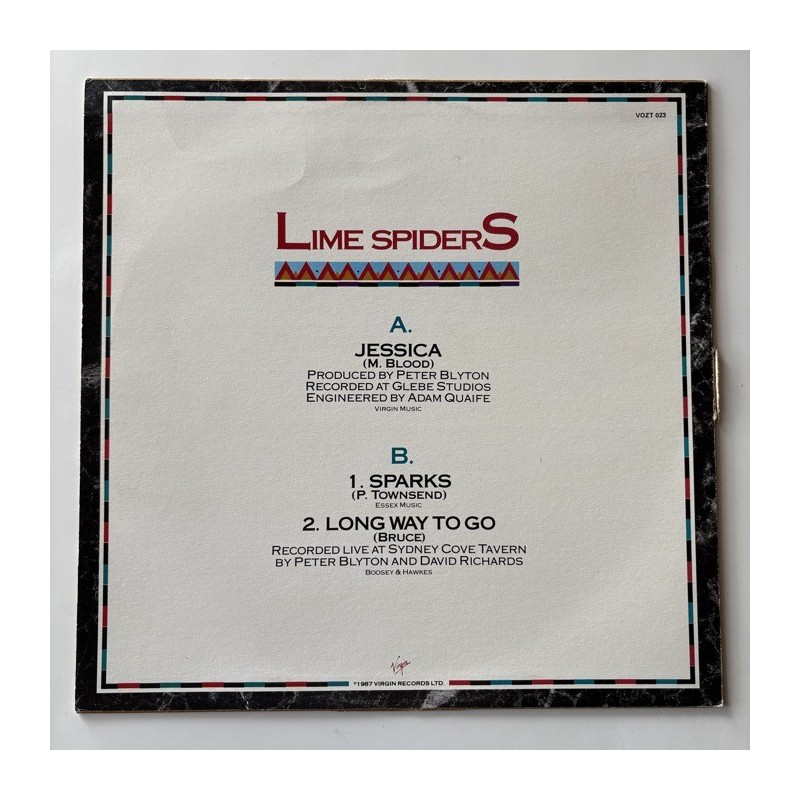 VOZT 023
LIME SPIDERS
A.
JESSICA
(M. BLOOD)
PRODUCED BY PETER BLYTON
RECORDED AT GLEBE STUDIOS
ENGINEERED BY ADAM QUAIFE
VIRGIN MUSIC
B.
1. SPARKS
(P. TOWNSEND)
ESSEX MUSIC
2. LONG WAY TO GO
(BRUCE)
RECORDED LIVE AT SYDNEY COVE TAVERN
BY PETER BLYTON AND DAVID RICHARDS
BOOSEY & HAWKES
Virgin
℗1987 VIRGIN RECORDS LTD.